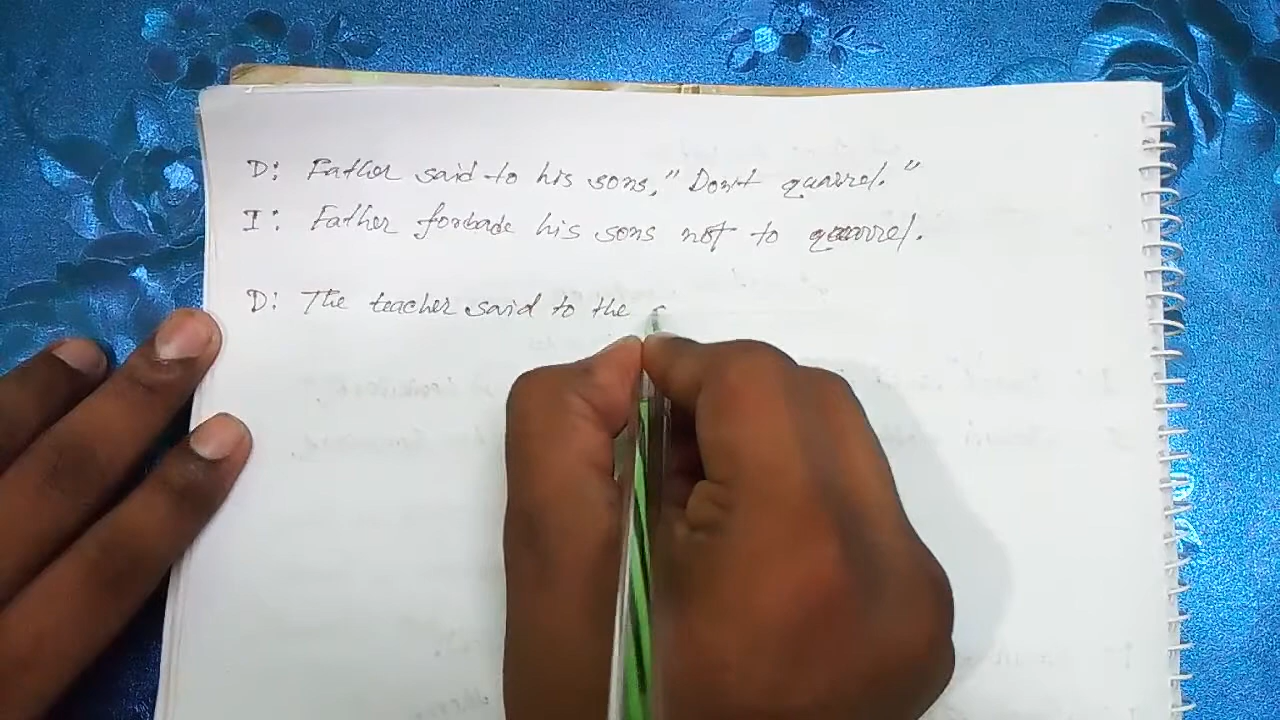 D: Father said to his sons, "Don't quarrel."
I: Father forbade his sons not to quarrel.
D: The teacher said to the s